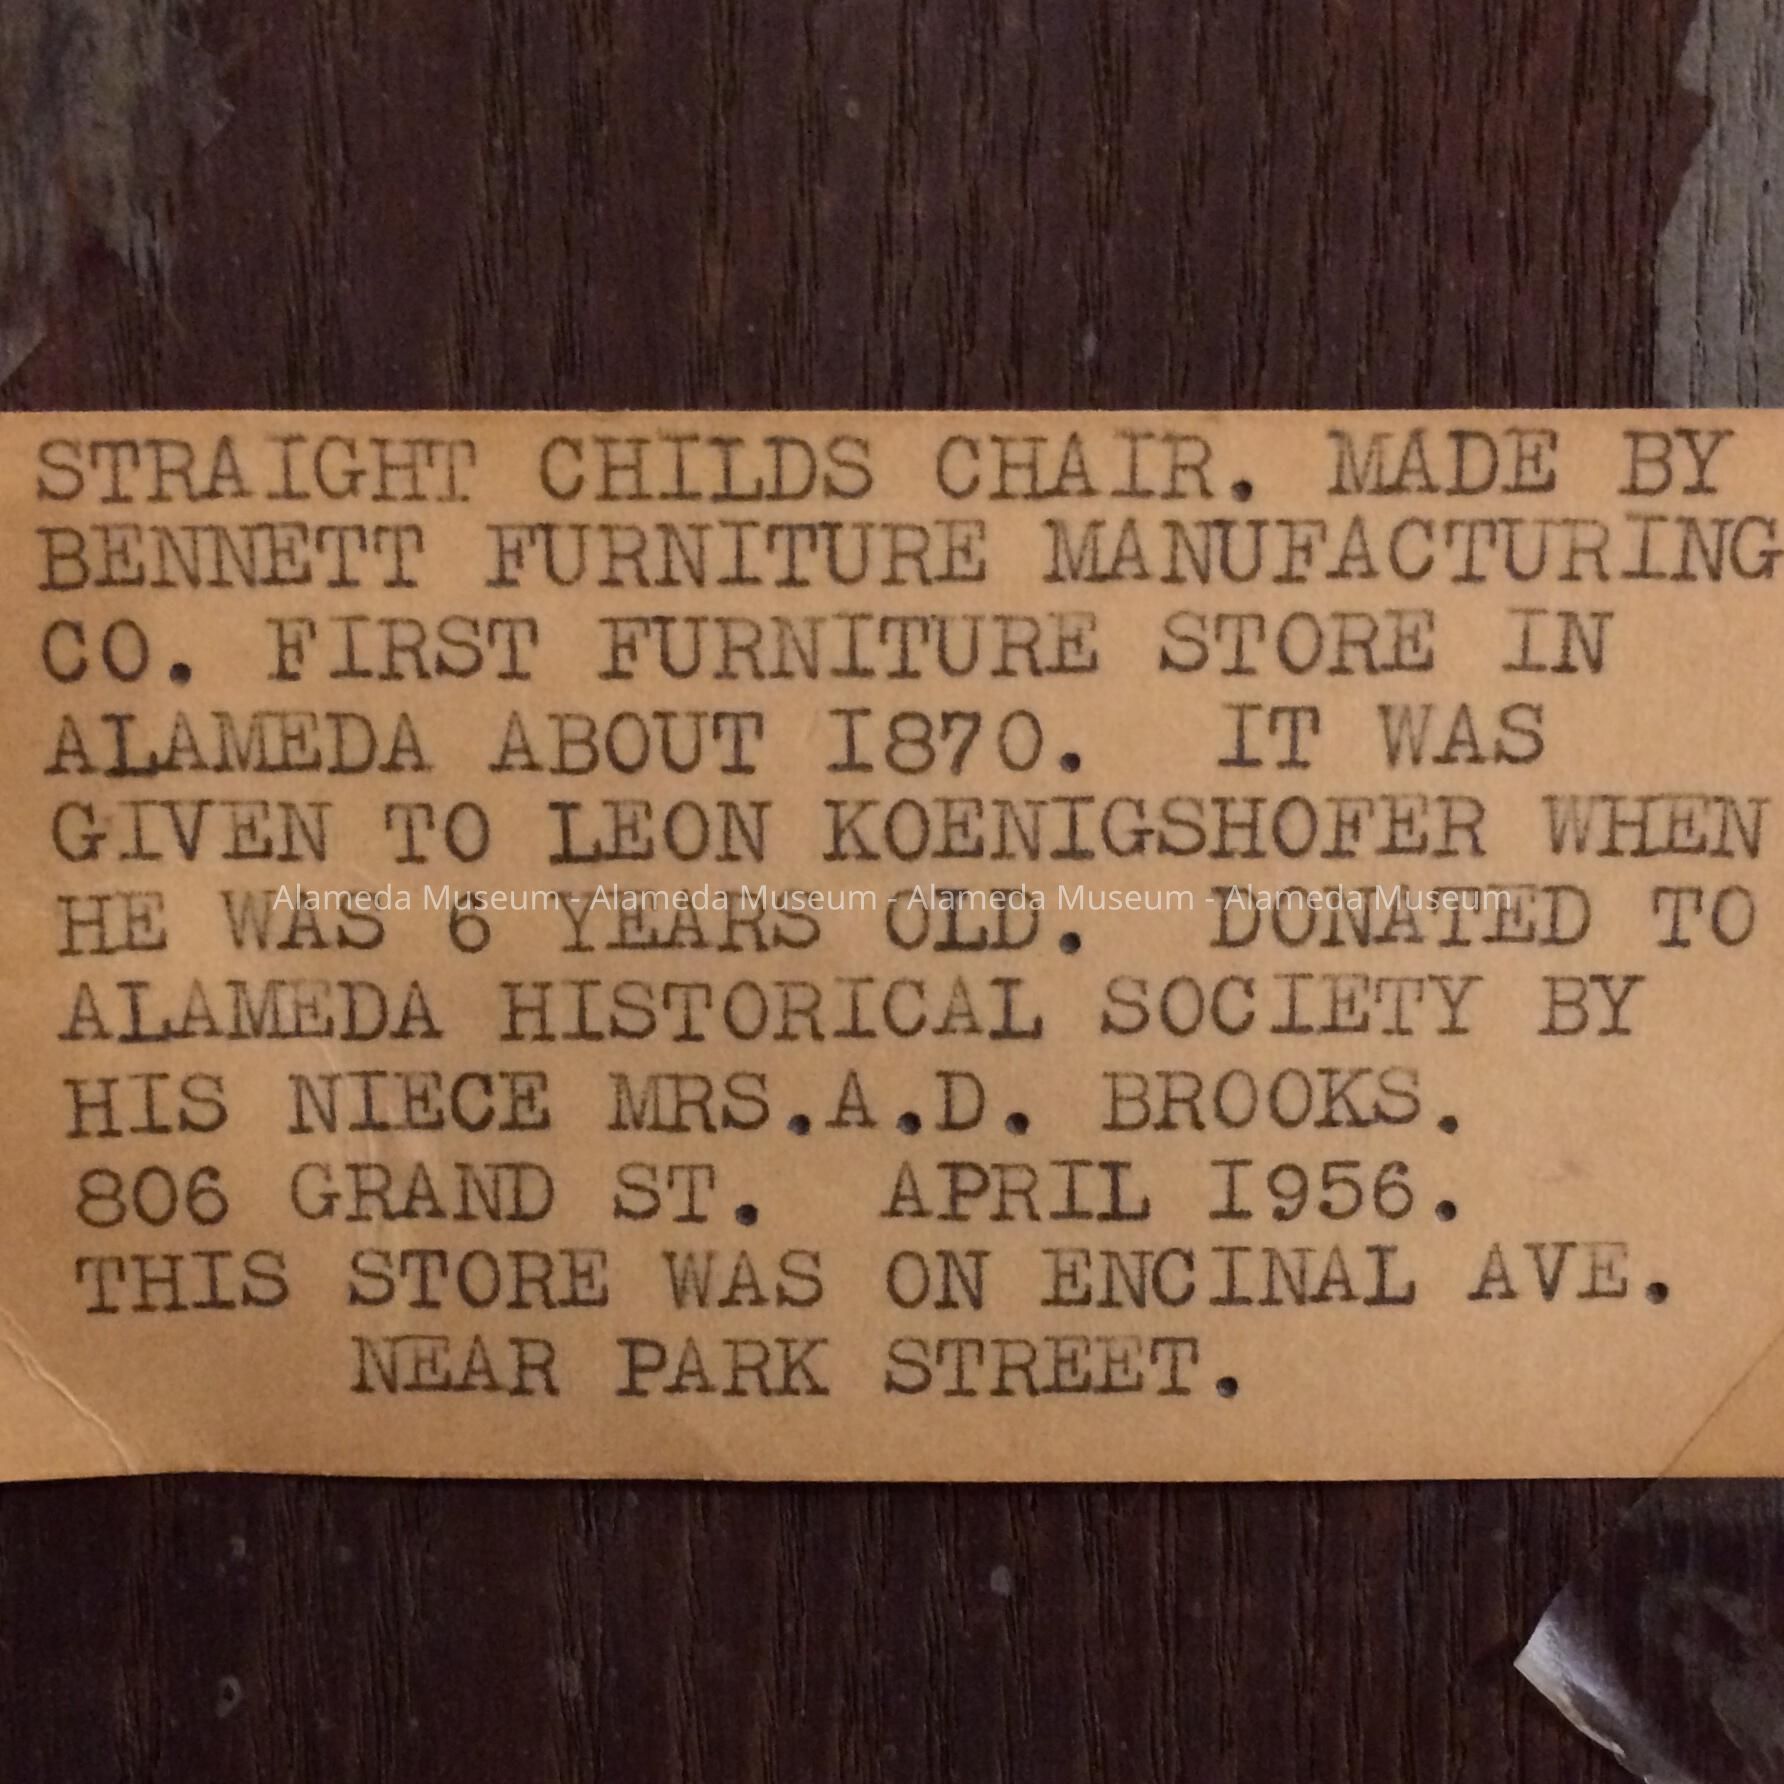 STRAIGHT CHILDS CHAIR. MADE BY
BENNETT FURNITURE MANUFACTURING
CO. FIRST FURNITURE STORE IN
ALAMEDA ABOUT I870.  IT WAS
GIVEN TO LEON KOENIGSHOFER WHEN
Alameda Museum - Alameda Museum - Alameda Museum - Alameda Museum
HE WAS 6 YEARS OLD.  DONATED TO
ALAMEDA HISTORICAL SOCIETY BY
HIS NIECE MRS.A.D. BROOKS.
806 GRAND ST.  APRIL I956.
THIS STORE WAS ON ENCINAL AVE.
NEAR PARK STREET.